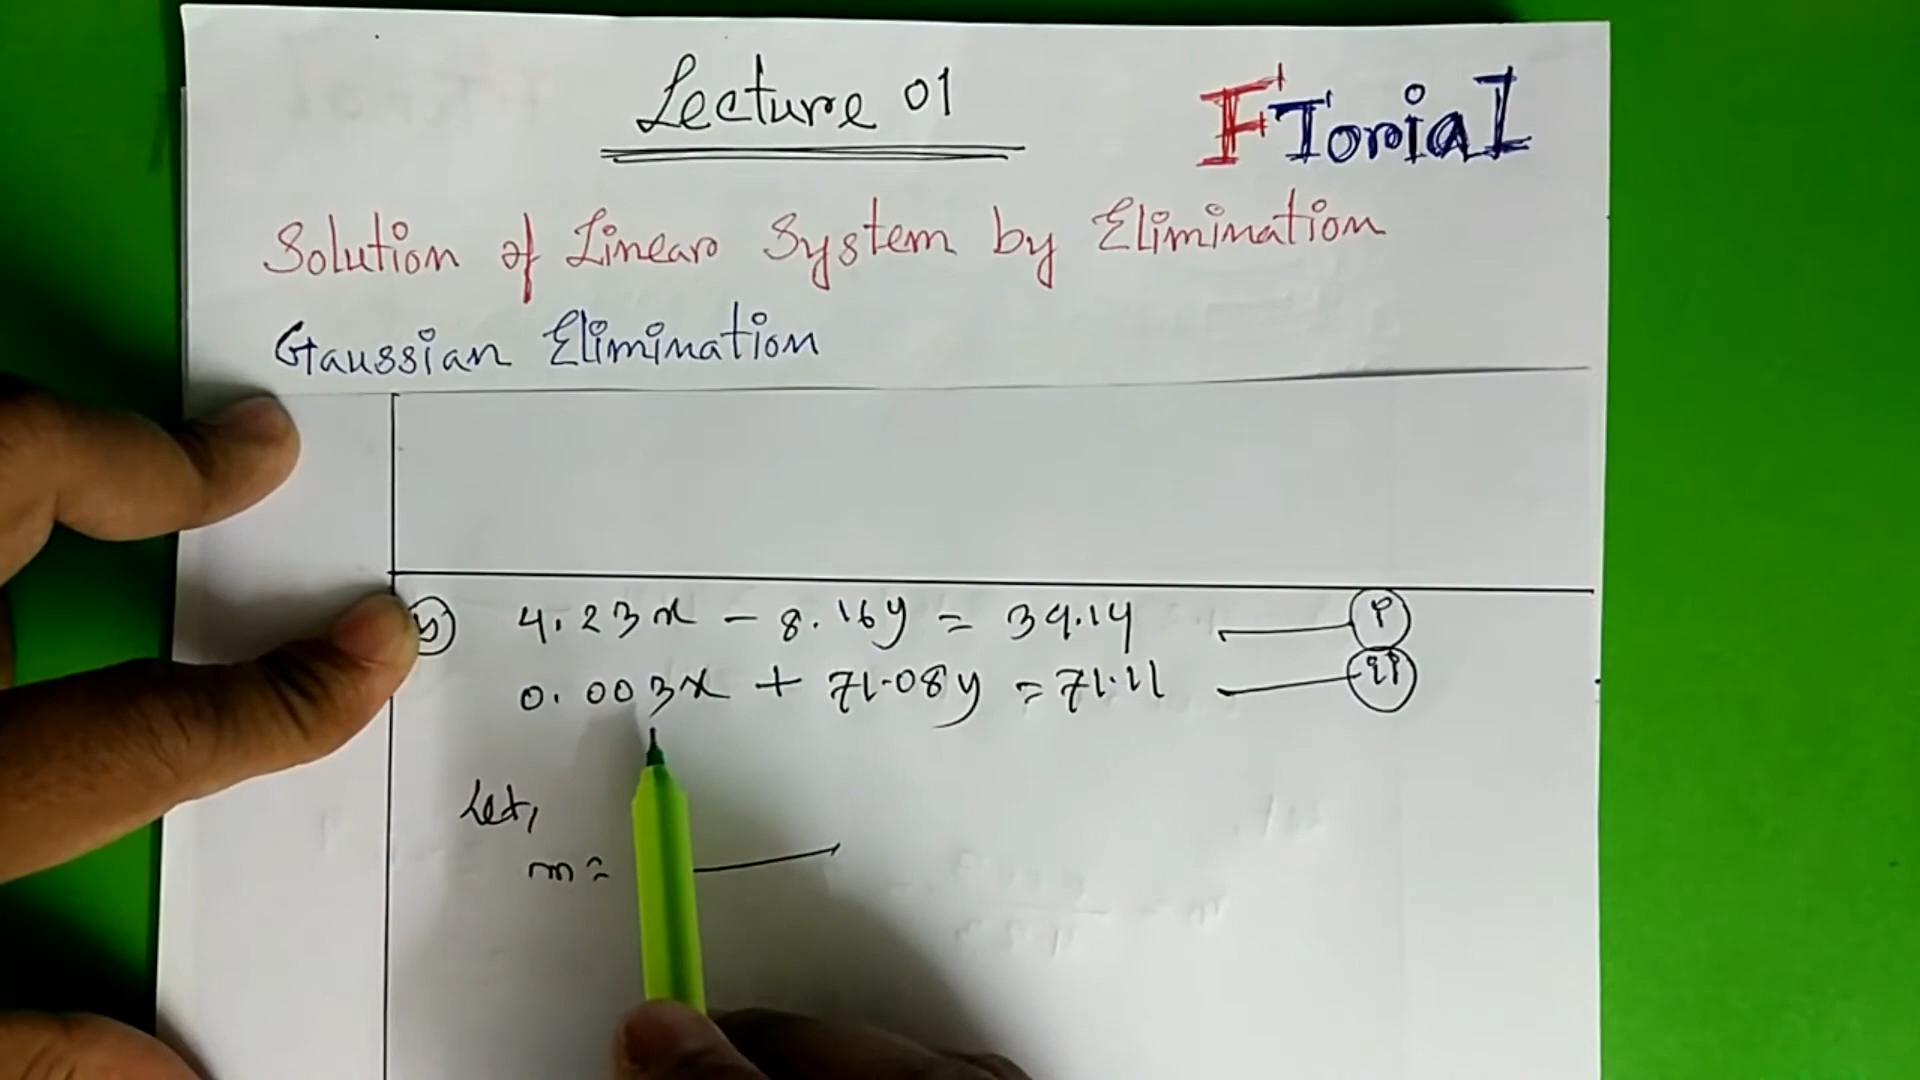 Lecture 01
FTorial
Solution of Linear System by Elimination
Gaussian Elimination
b) 4.23x - 8.16y = 34.14 (i)
0.003x + 71.08y = 71.11 (ii)
Let,
m =